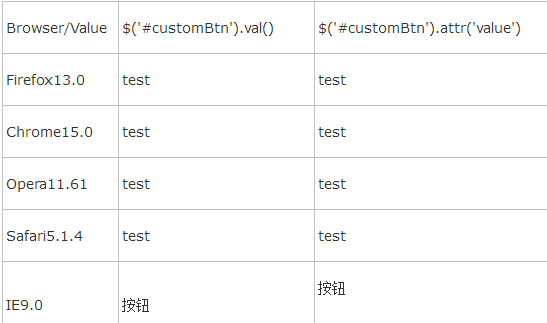 Browser/Value $('#customBtn').val() $('#customBtn').attr('value')
Firefox13.0 test test
Chrome15.0 test test
Opera11.61 test test
Safari5.1.4 test test
IE9.0 按钮 按钮